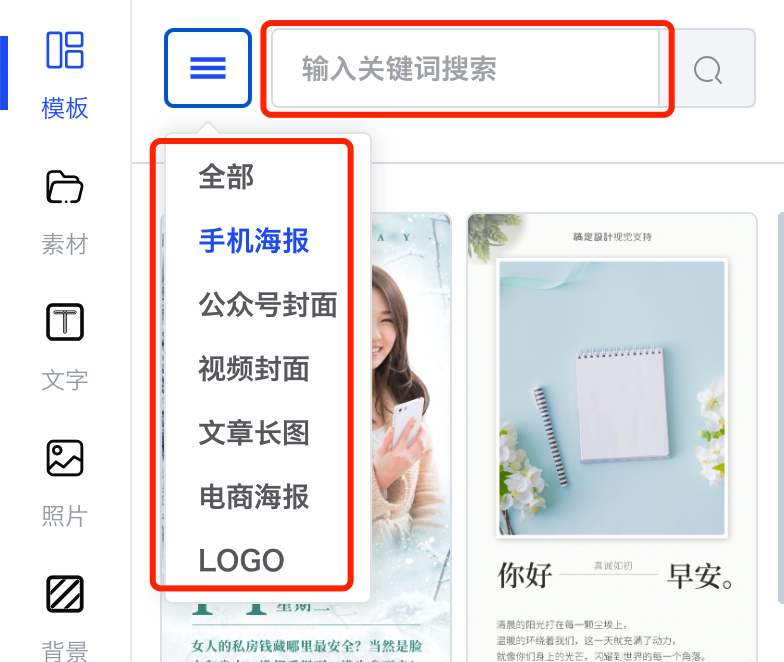 模板
素材
文字
照片
背景
输入关键词搜索
全部
手机海报
公众号封面
视频封面
文章长图
电商海报
LOGO
A Y
星期二
女人的私房钱藏哪里最安全？当然是脸
稿定設計视觉支持
你好
真诚如初
早安。
清晨的阳光打在每一颗尘埃上。
温暖的环绕着我们，这一天就充满了动力。
就像你们身上的光芒，闪耀到世界的每一个角落。